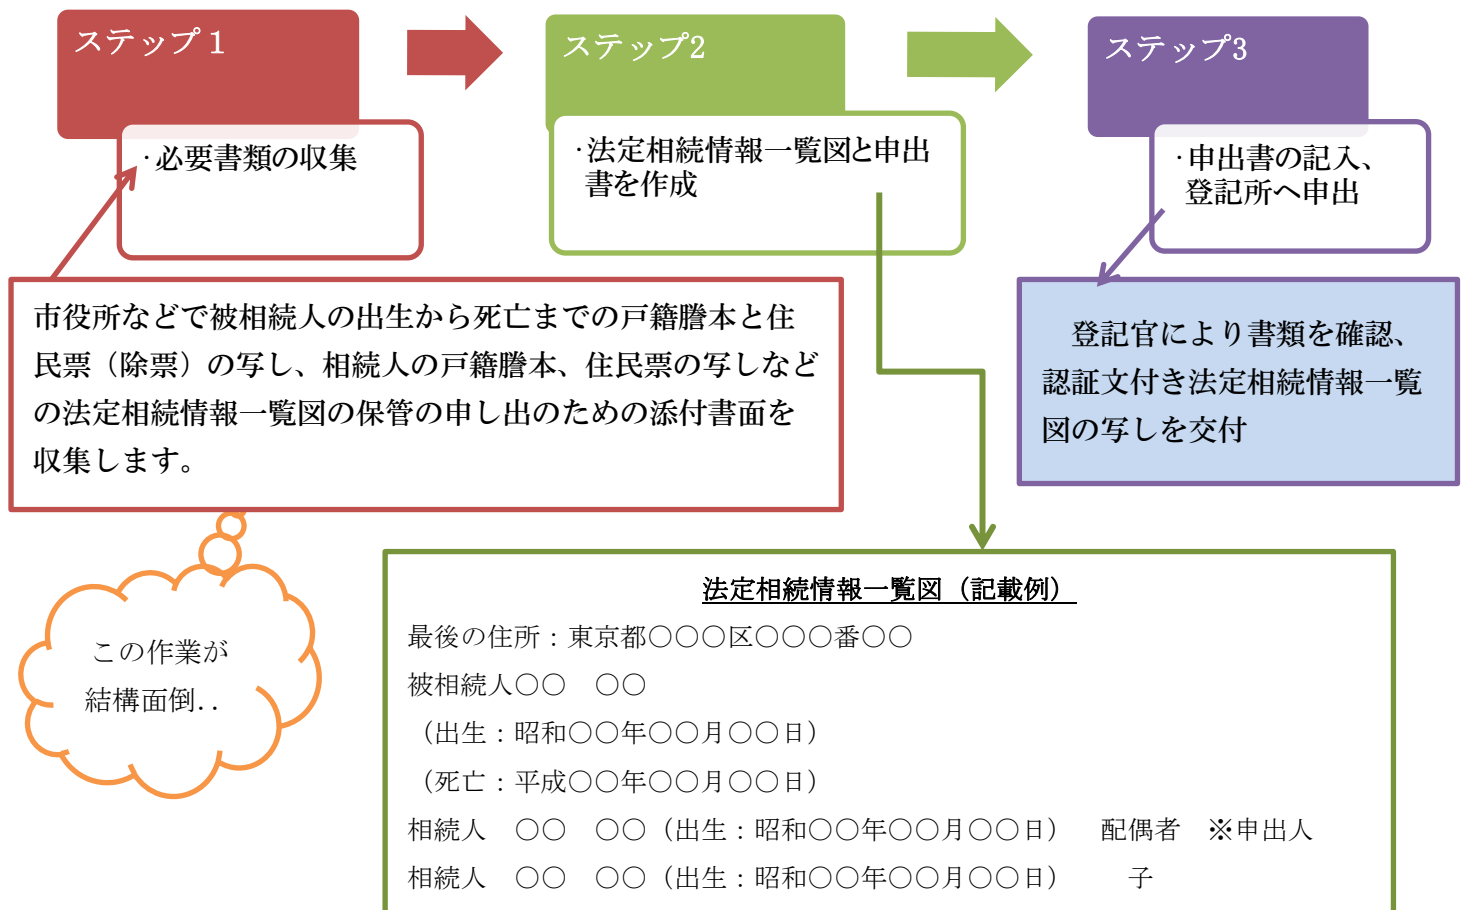 ステップ１
・必要書類の収集
ステップ2
・法定相続情報一覧図と申出
書を作成
ステップ3
・申出書の記入、
登記所へ申出
市役所などで被相続人の出生から死亡までの戸籍謄本と住
民票（除票）の写し、相続人の戸籍謄本、住民票の写しなど
の法定相続情報一覧図の保管の申し出のための添付書面を
収集します。
登記官により書類を確認、
認証文付き法定相続情報一覧
図の写しを交付
この作業が
結構面倒..
法定相続情報一覧図（記載例）
最後の住所：東京都〇〇〇区〇〇〇番〇〇
被相続人〇〇　〇〇
（出生：昭和〇〇年〇〇月〇〇日）
（死亡：平成〇〇年〇〇月〇〇日）
相続人　〇〇　〇〇（出生：昭和〇〇年〇〇月〇〇日）　配偶者　※申出人
相続人　〇〇　〇〇（出生：昭和〇〇年〇〇月〇〇日）　　子